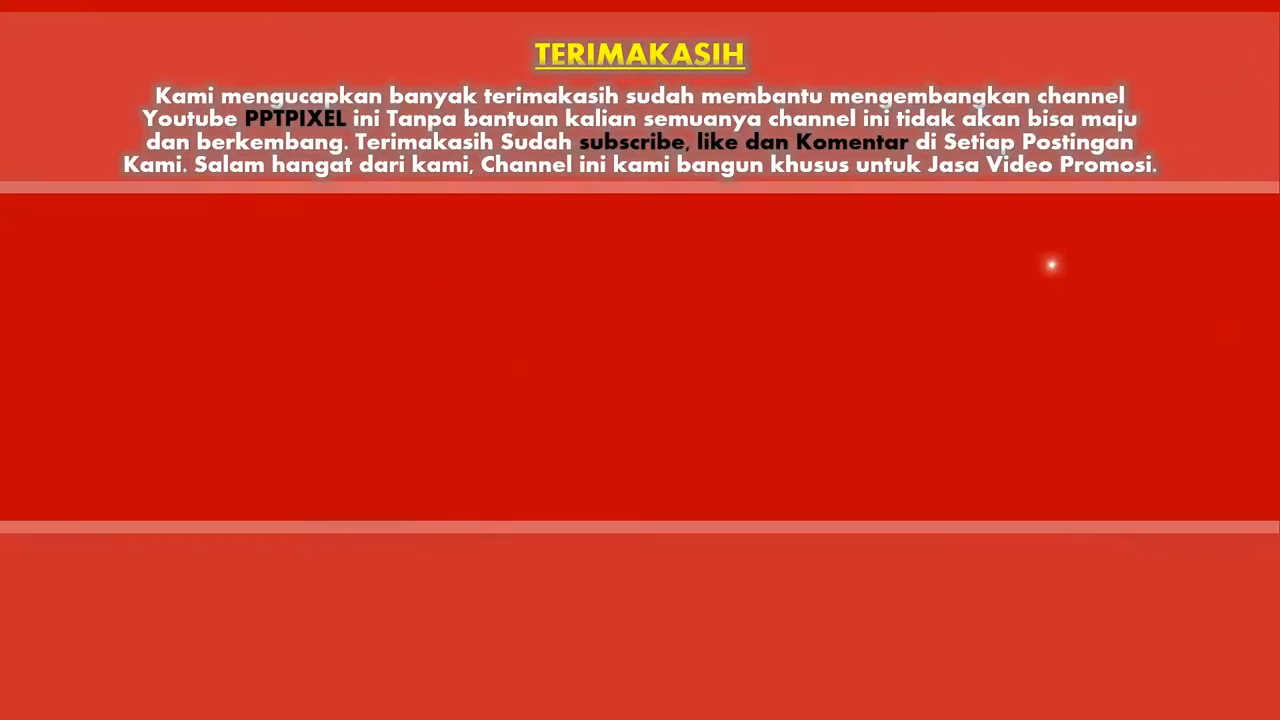 TERIMAKASIH
Kami mengucapkan banyak terimakasih sudah membantu mengembangkan channel
Youtube PPTPIXEL ini Tanpa bantuan kalian semuanya channel ini tidak akan bisa maju
dan berkembang. Terimakasih Sudah subscribe, like dan Komentar di Setiap Postingan
Kami. Salam hangat dari kami, Channel ini kami bangun khusus untuk Jasa Video Promosi.